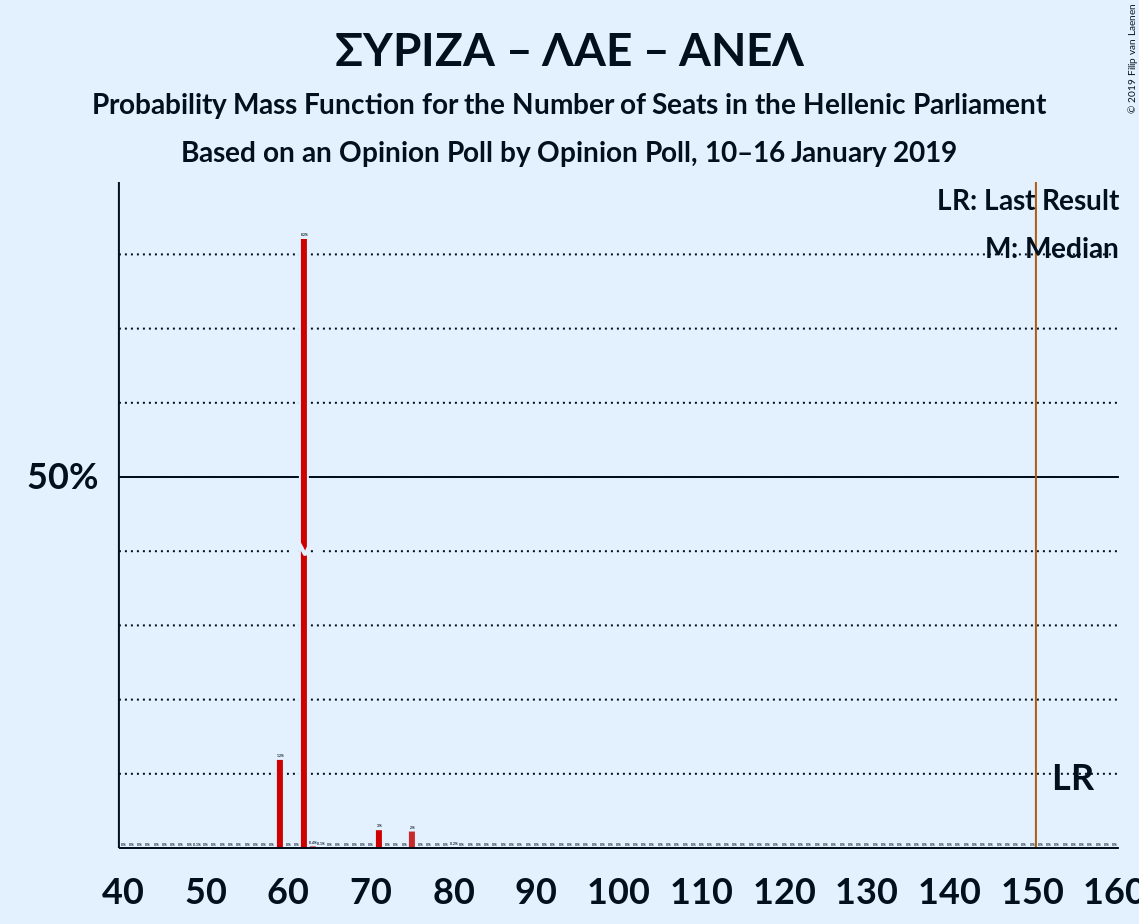 ΣΥΡΙΖΑ – ΛΑΕ – ΑΝΕΛ
Probability Mass Function for the Number of Seats in the Hellenic Parliament
Based on an Opinion Poll by Opinion Poll, 10–16 January 2019
© 2019 Filip van Laenen
LR: Last Result
M: Median
50%
LR
40 50 60 70 80 90 100 110 120 130 140 150 160